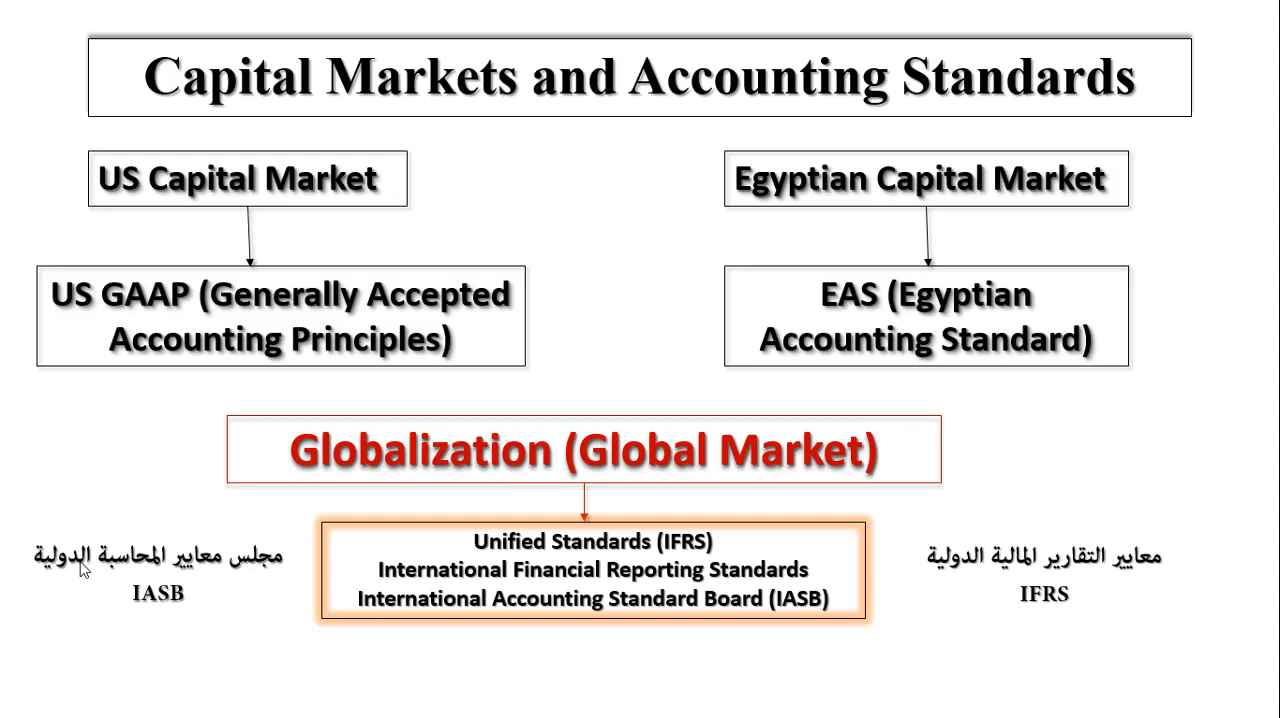 Capital Markets and Accounting Standards
US Capital Market
Egyptian Capital Market
US GAAP (Generally Accepted
Accounting Principles)
EAS (Egyptian
Accounting Standard)
Globalization (Global Market)
Unified Standards (IFRS)
International Financial Reporting Standards
International Accounting Standard Board (IASB)
مجلس معايير المحاسبة الدولية
IASB
معايير التقارير المالية الدولية
IFRS